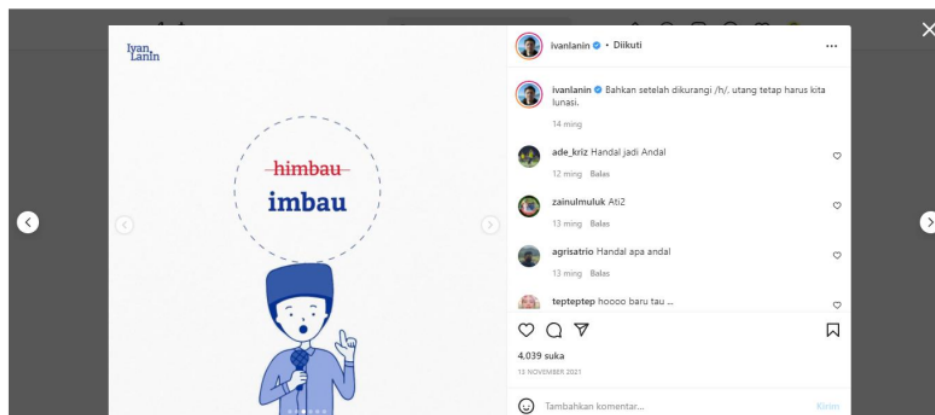 Ivan
Lanin
himbau
imbau
ivanlanin • Diikuti
ivanlanin Bahkan setelah dikurangi /h/, utang tetap harus kita
lunasi.
14 ming
ade_kriz Handal jadi Andal
12 ming Balas
zainulmuluk Ati2
13 ming Balas
agrisatrio Handal apa andal
13 ming Balas
tepteptep hoooo baru tau ...
4.039 suka
13 NOVEMBER 2021
Tambahkan komentar...
Kirim